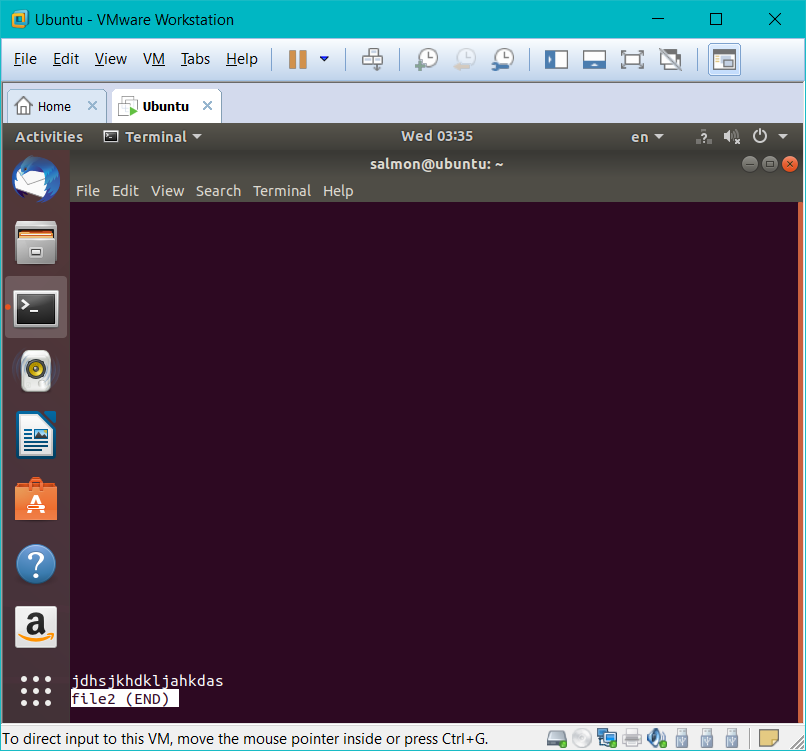 Ubuntu - VMware Workstation
File Edit View VM Tabs Help
Home Ubuntu
Activities Terminal Wed 03:35 en
salmon@ubuntu: ~
File Edit View Search Terminal Help
jdhsjkhdkljahkdas
file2 (END)
To direct input to this VM, move the mouse pointer inside or press Ctrl+G.